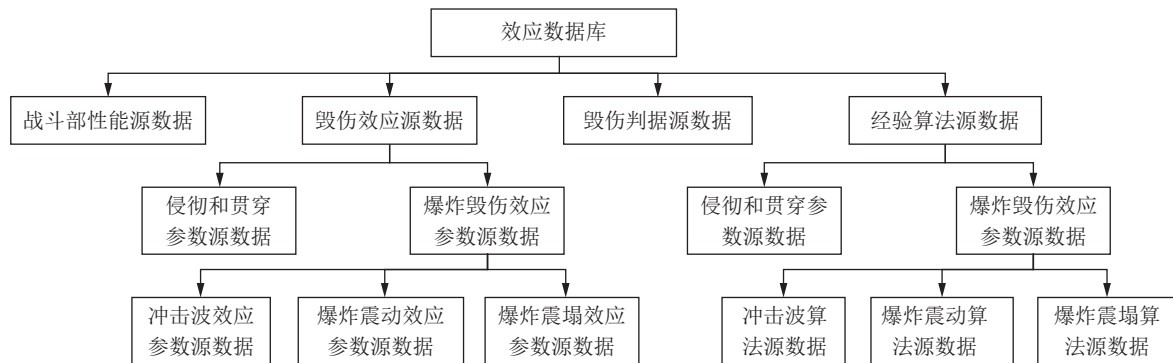 效应数据库
战斗部性能源数据
毁伤效应源数据
毁伤判据源数据
经验算法源数据
侵彻和贯穿
参数源数据
爆炸毁伤效应
参数源数据
侵彻和贯穿参
数源数据
爆炸毁伤效应
参数源数据
冲击波效应
参数源数据
爆炸震动效应
参数源数据
爆炸震塌效应
参数源数据
冲击波算
法源数据
爆炸震动算
法源数据
爆炸震塌算
法源数据